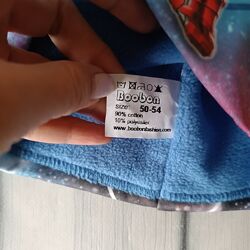 Boobon
Size: 50-54
90% cotton
10% polyester
www.boobonfashion.com